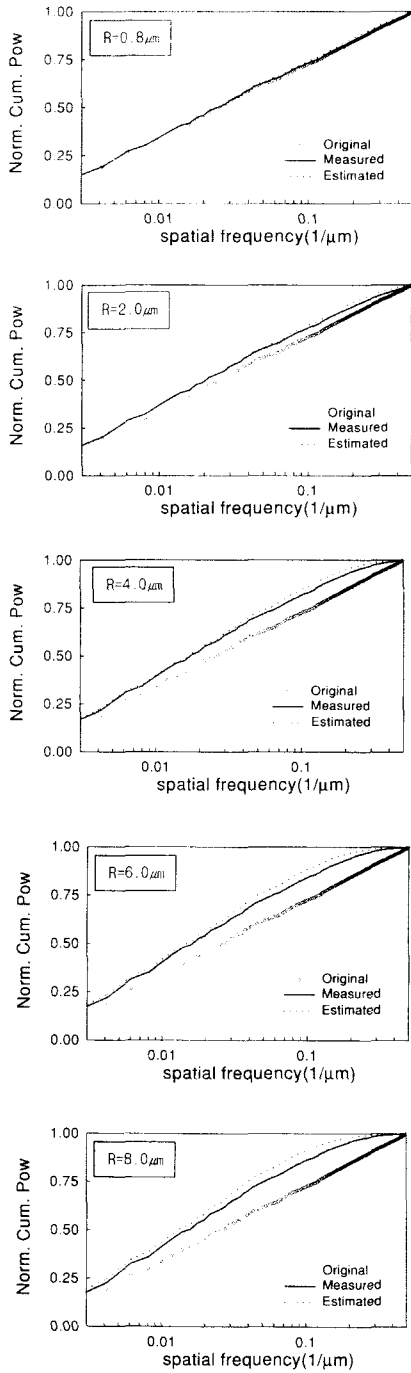 1.00
R=0.8μm
0.75
Norm. Cum. Pow
0.50
0.25
Original
Measured
Estimated
0.00
0.01 0.1
spatial frequency(1/μm)
1.00
R=2.0μm
0.75
Norm. Cum. Pow
0.50
0.25
Original
Measured
Estimated
0.00
0.01 0.1
spatial frequency(1/μm)
1.00
R=4.0μm
0.75
Norm. Cum. Pow
0.50
0.25
Original
Measured
Estimated
0.00
0.01 0.1
spatial frequency(1/μm)
1.00
R=6.0μm
0.75
Norm. Cum. Pow
0.50
0.25
Original
Measured
Estimated
0.00
0.01 0.1
spatial frequency(1/μm)
1.00
R=8.0μm
0.75
Norm. Cum. Pow
0.50
0.25
Original
Measured
Estimated
0.00
0.01 0.1
spatial frequency(1/μm)